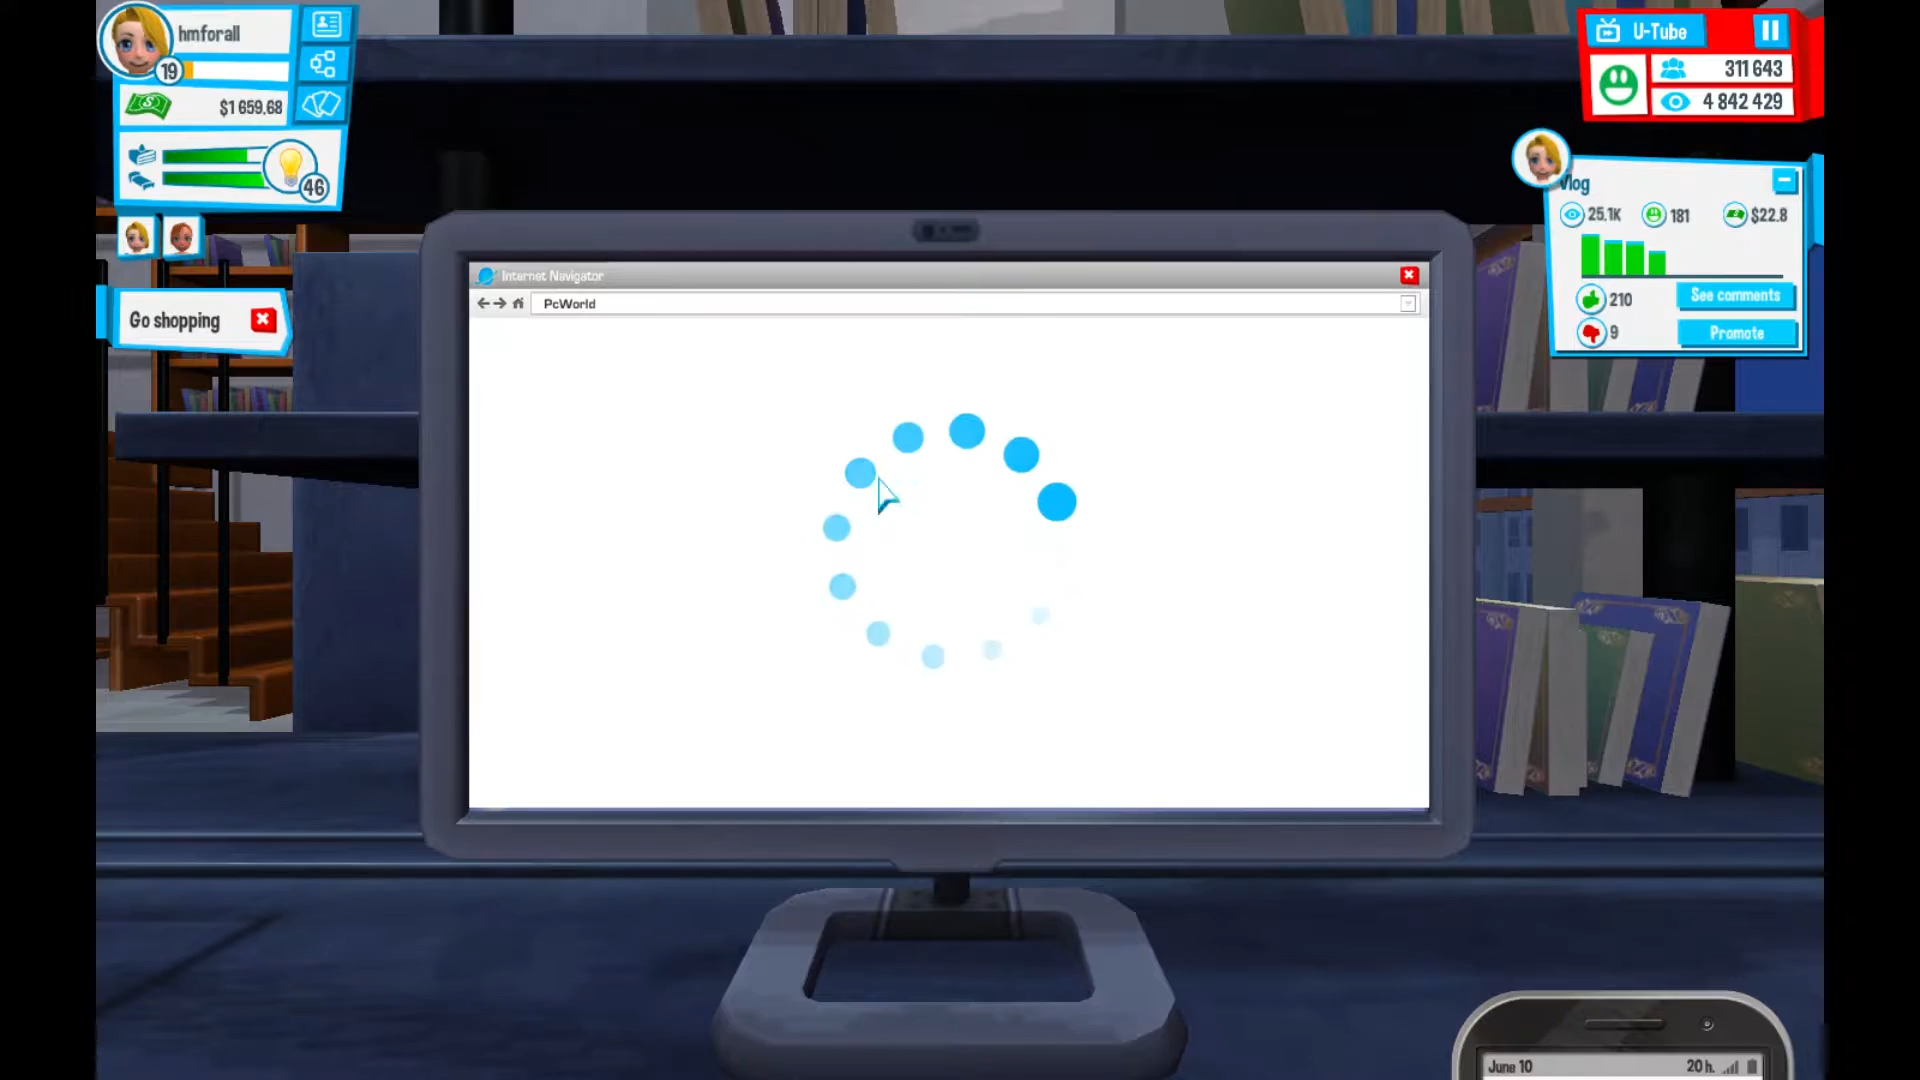 hmforall
19
$1 659.68
46
Go shopping
Internet Navigator
PcWorld
U-Tube
311 643
4 842 429
Vlog
25.1K
181
$22.8
210
See comments
9
Promote
June 10
20 h.